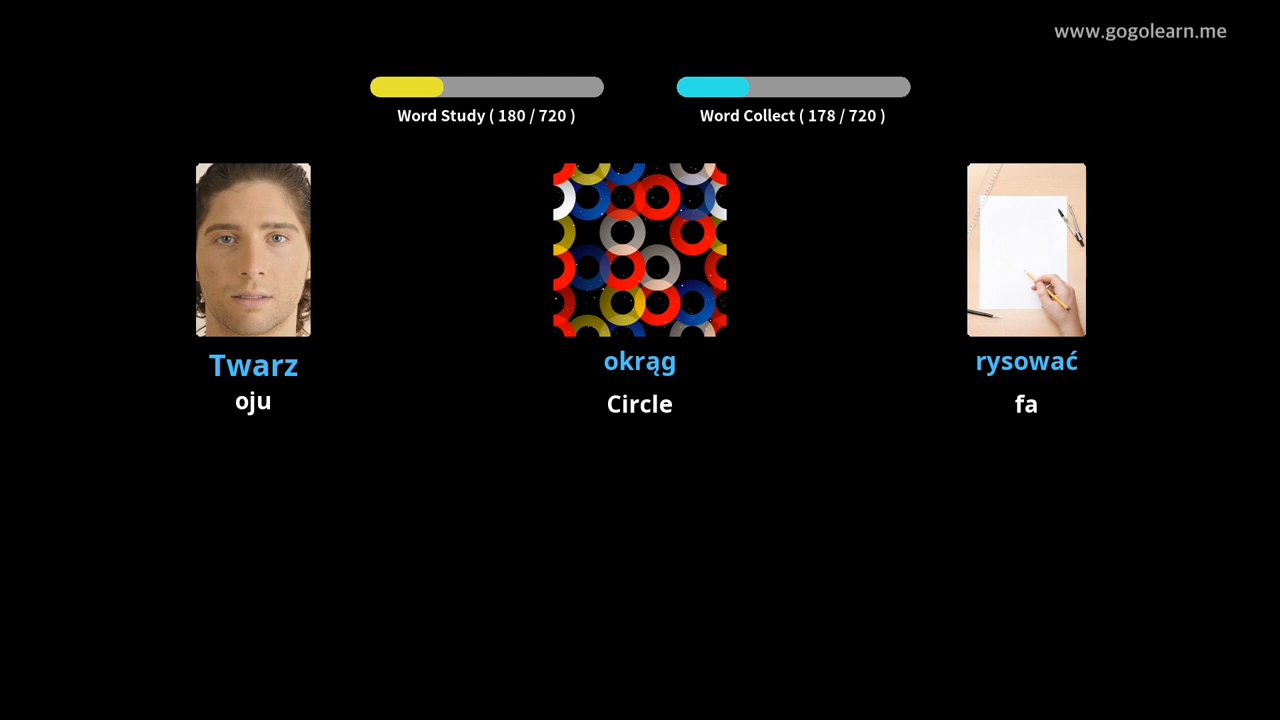 www.gogolearn.me
Word Study ( 180 / 720 )
Word Collect ( 178 / 720 )
Twarz
oju
okrąg
Circle
rysować
fa